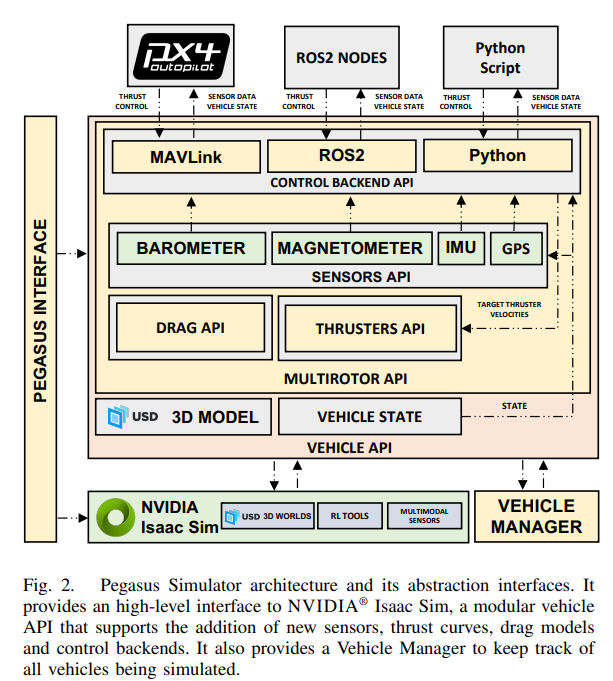 PX4
autopilot
ROS2 NODES
Python
Script
THRUST
CONTROL
SENSOR DATA
VEHICLE STATE
THRUST
CONTROL
SENSOR DATA
VEHICLE STATE
THRUST
CONTROL
SENSOR DATA
VEHICLE STATE
PEGASUS INTERFACE
MAVLink
ROS2
Python
CONTROL BACKEND API
BAROMETER
MAGNETOMETER
IMU
GPS
SENSORS API
DRAG API
THRUSTERS API
TARGET THRUSTER
VELOCITIES
MULTIROTOR API
USD 3D MODEL
VEHICLE STATE
STATE
VEHICLE API
NVIDIA
Isaac Sim
USD 3D WORLDS
RL TOOLS
MULTIMODAL
SENSORS
VEHICLE
MANAGER
Fig. 2. Pegasus Simulator architecture and its abstraction interfaces. It
provides an high-level interface to NVIDIA® Isaac Sim, a modular vehicle
API that supports the addition of new sensors, thrust curves, drag models
and control backends. It also provides a Vehicle Manager to keep track of
all vehicles being simulated.